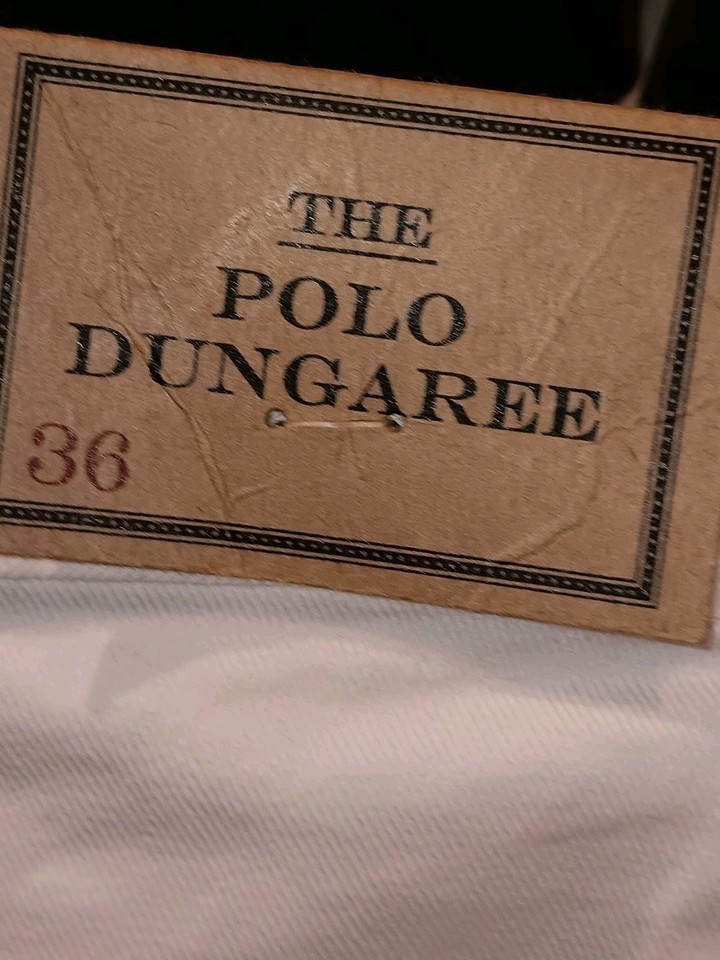 THE
POLO
DUNGAREE
36